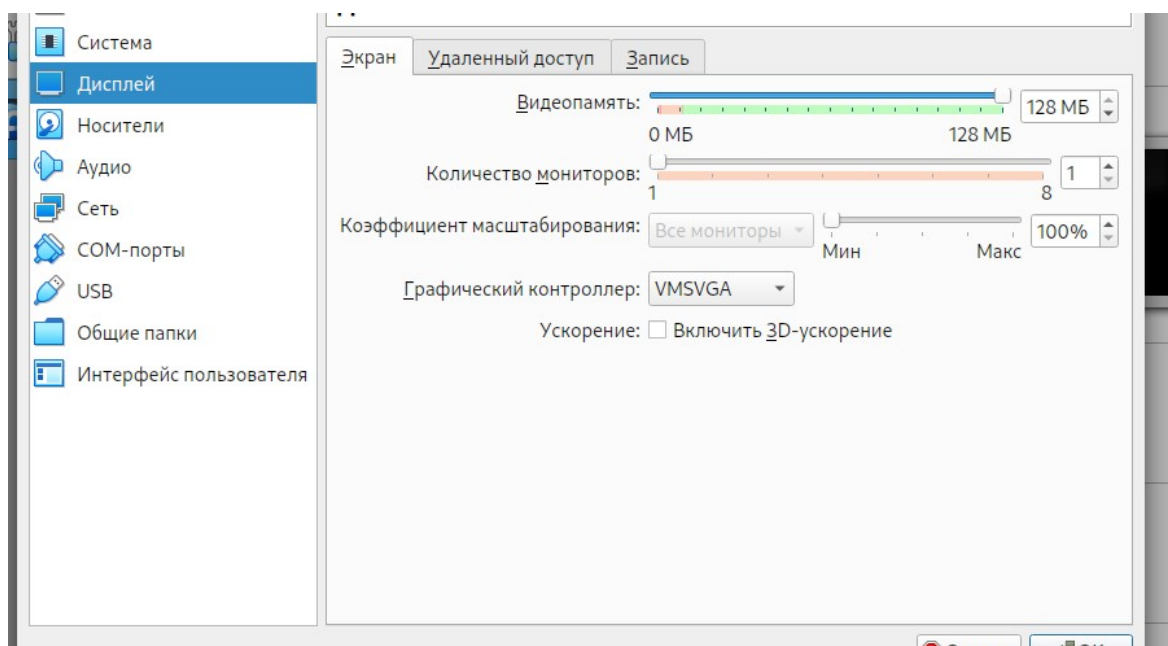 Система
Дисплей
Носители
Аудио
Сеть
COM-порты
USB
Общие папки
Интерфейс пользователя
Экран Удаленный доступ Запись
Видеопамять: 128 МБ
0 МБ 128 МБ
Количество мониторов: 1
1 8
Коэффициент масштабирования: Все мониторы 100%
Мин Макс
Графический контроллер: VMSVGA
Ускорение: Включить 3D-ускорение